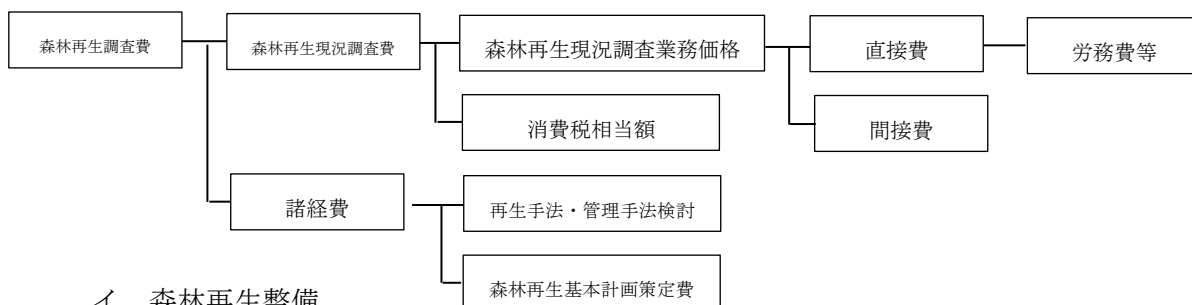 森林再生調査費
森林再生現況調査費
森林再生現況調査業務価格
直接費
労務費等
消費税相当額
間接費
諸経費
再生手法・管理手法検討
森林再生基本計画策定費
イ 森林再生整備